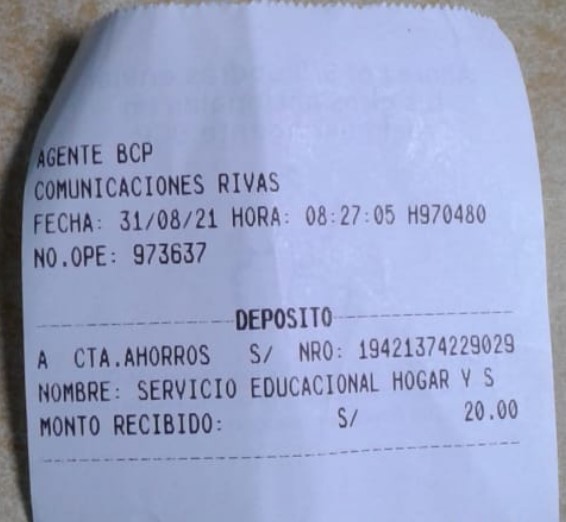 AGENTE BCP
COMUNICACIONES RIVAS
FECHA: 31/08/21 HORA: 08:27:05 H970480
NO.OPE: 973637
DEPOSITO
A CTA.AHORROS S/ NRO: 19421374229029
NOMBRE: SERVICIO EDUCACIONAL HOGAR Y S
MONTO RECIBIDO: S/ 20.00